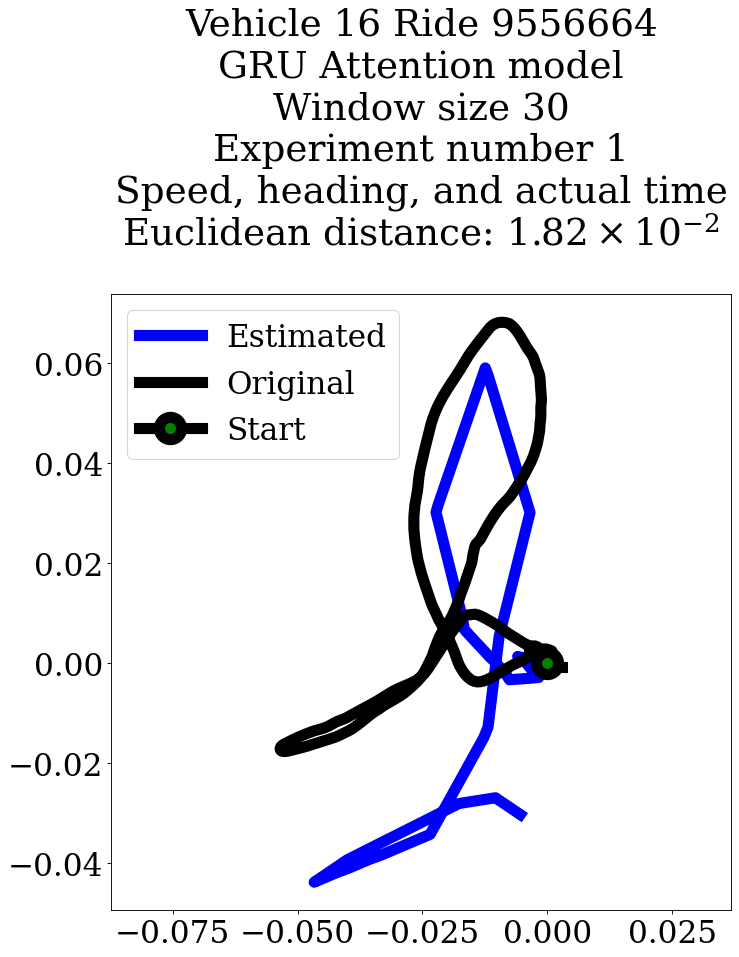 Vehicle 16 Ride 9556664
GRU Attention model
Window size 30
Experiment number 1
Speed, heading, and actual time
Euclidean distance: 1.82 × 10⁻²
Estimated
Original
Start
0.06
0.04
0.02
0.00
−0.02
−0.04
−0.075 −0.050 −0.025 0.000 0.025